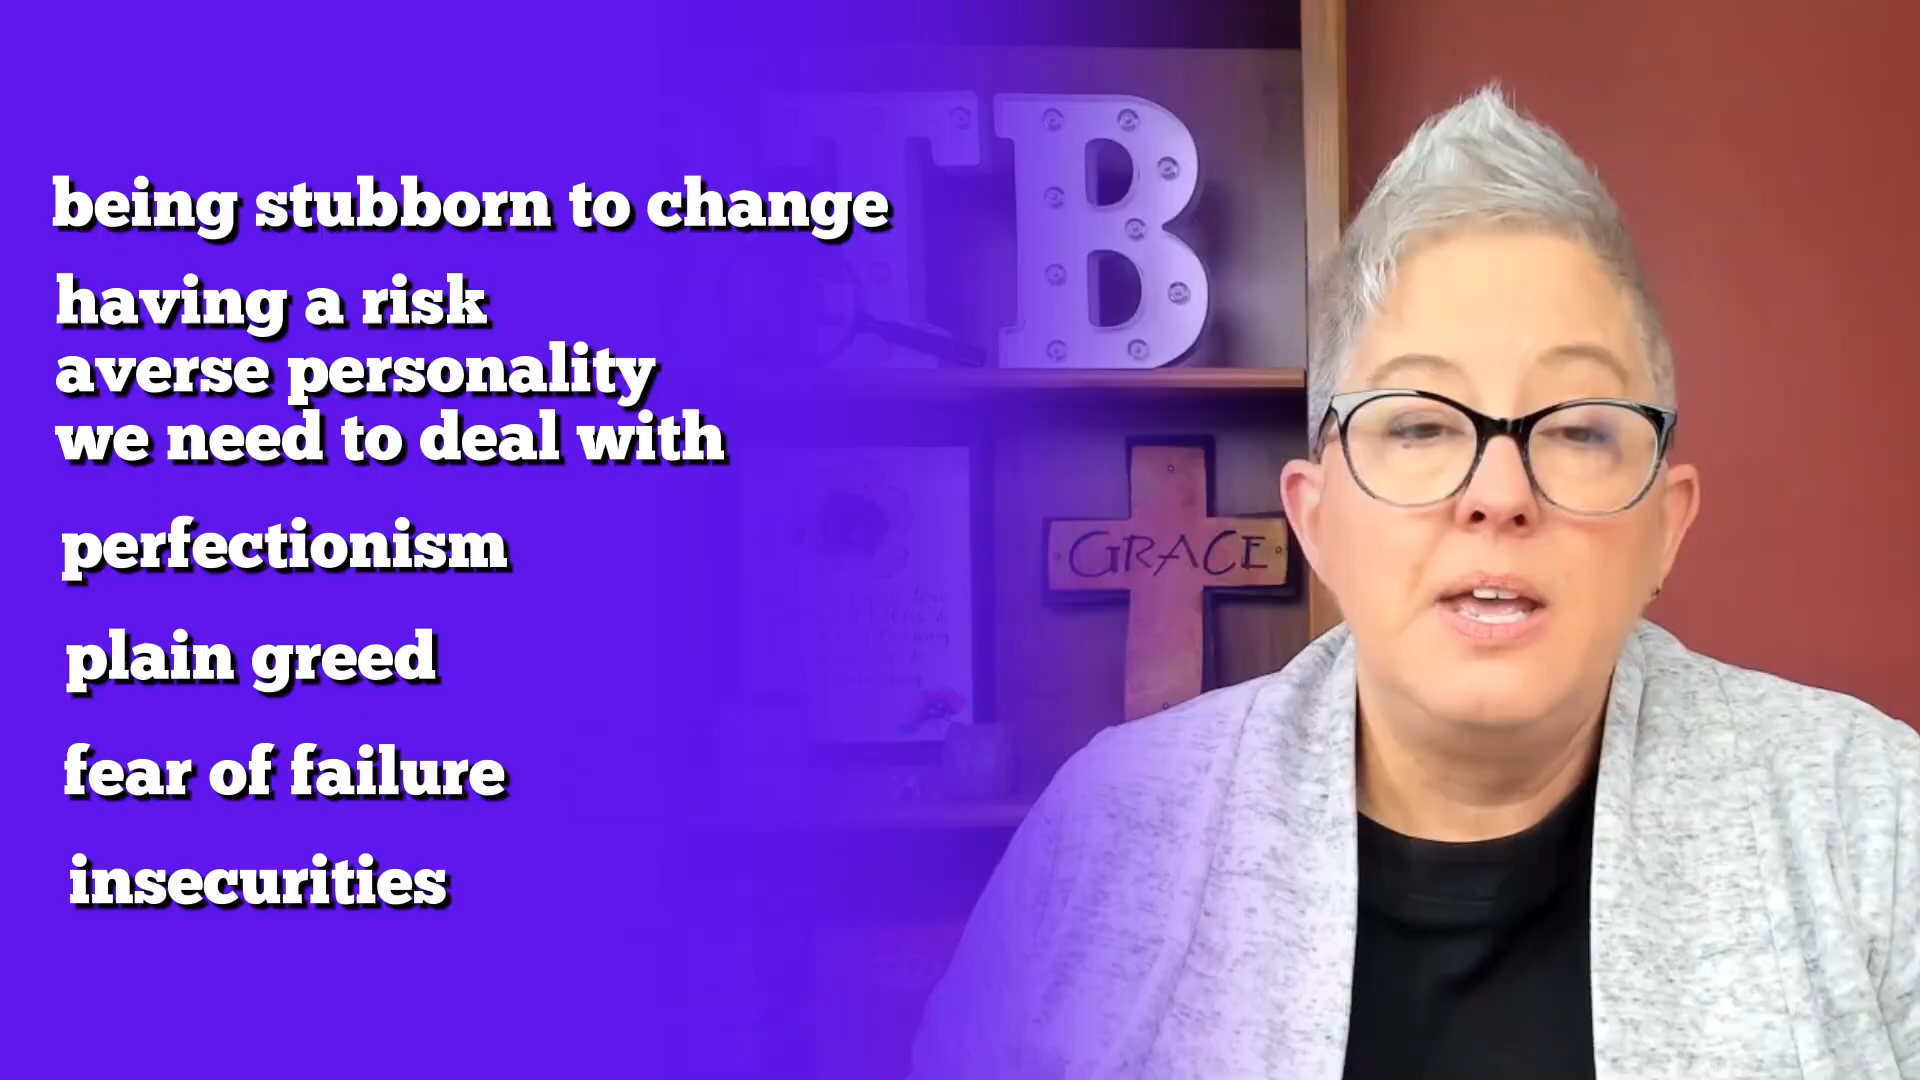 T B
being stubborn to change
having a risk
averse personality
we need to deal with
GRACE
perfectionism
plain greed
fear of failure
insecurities